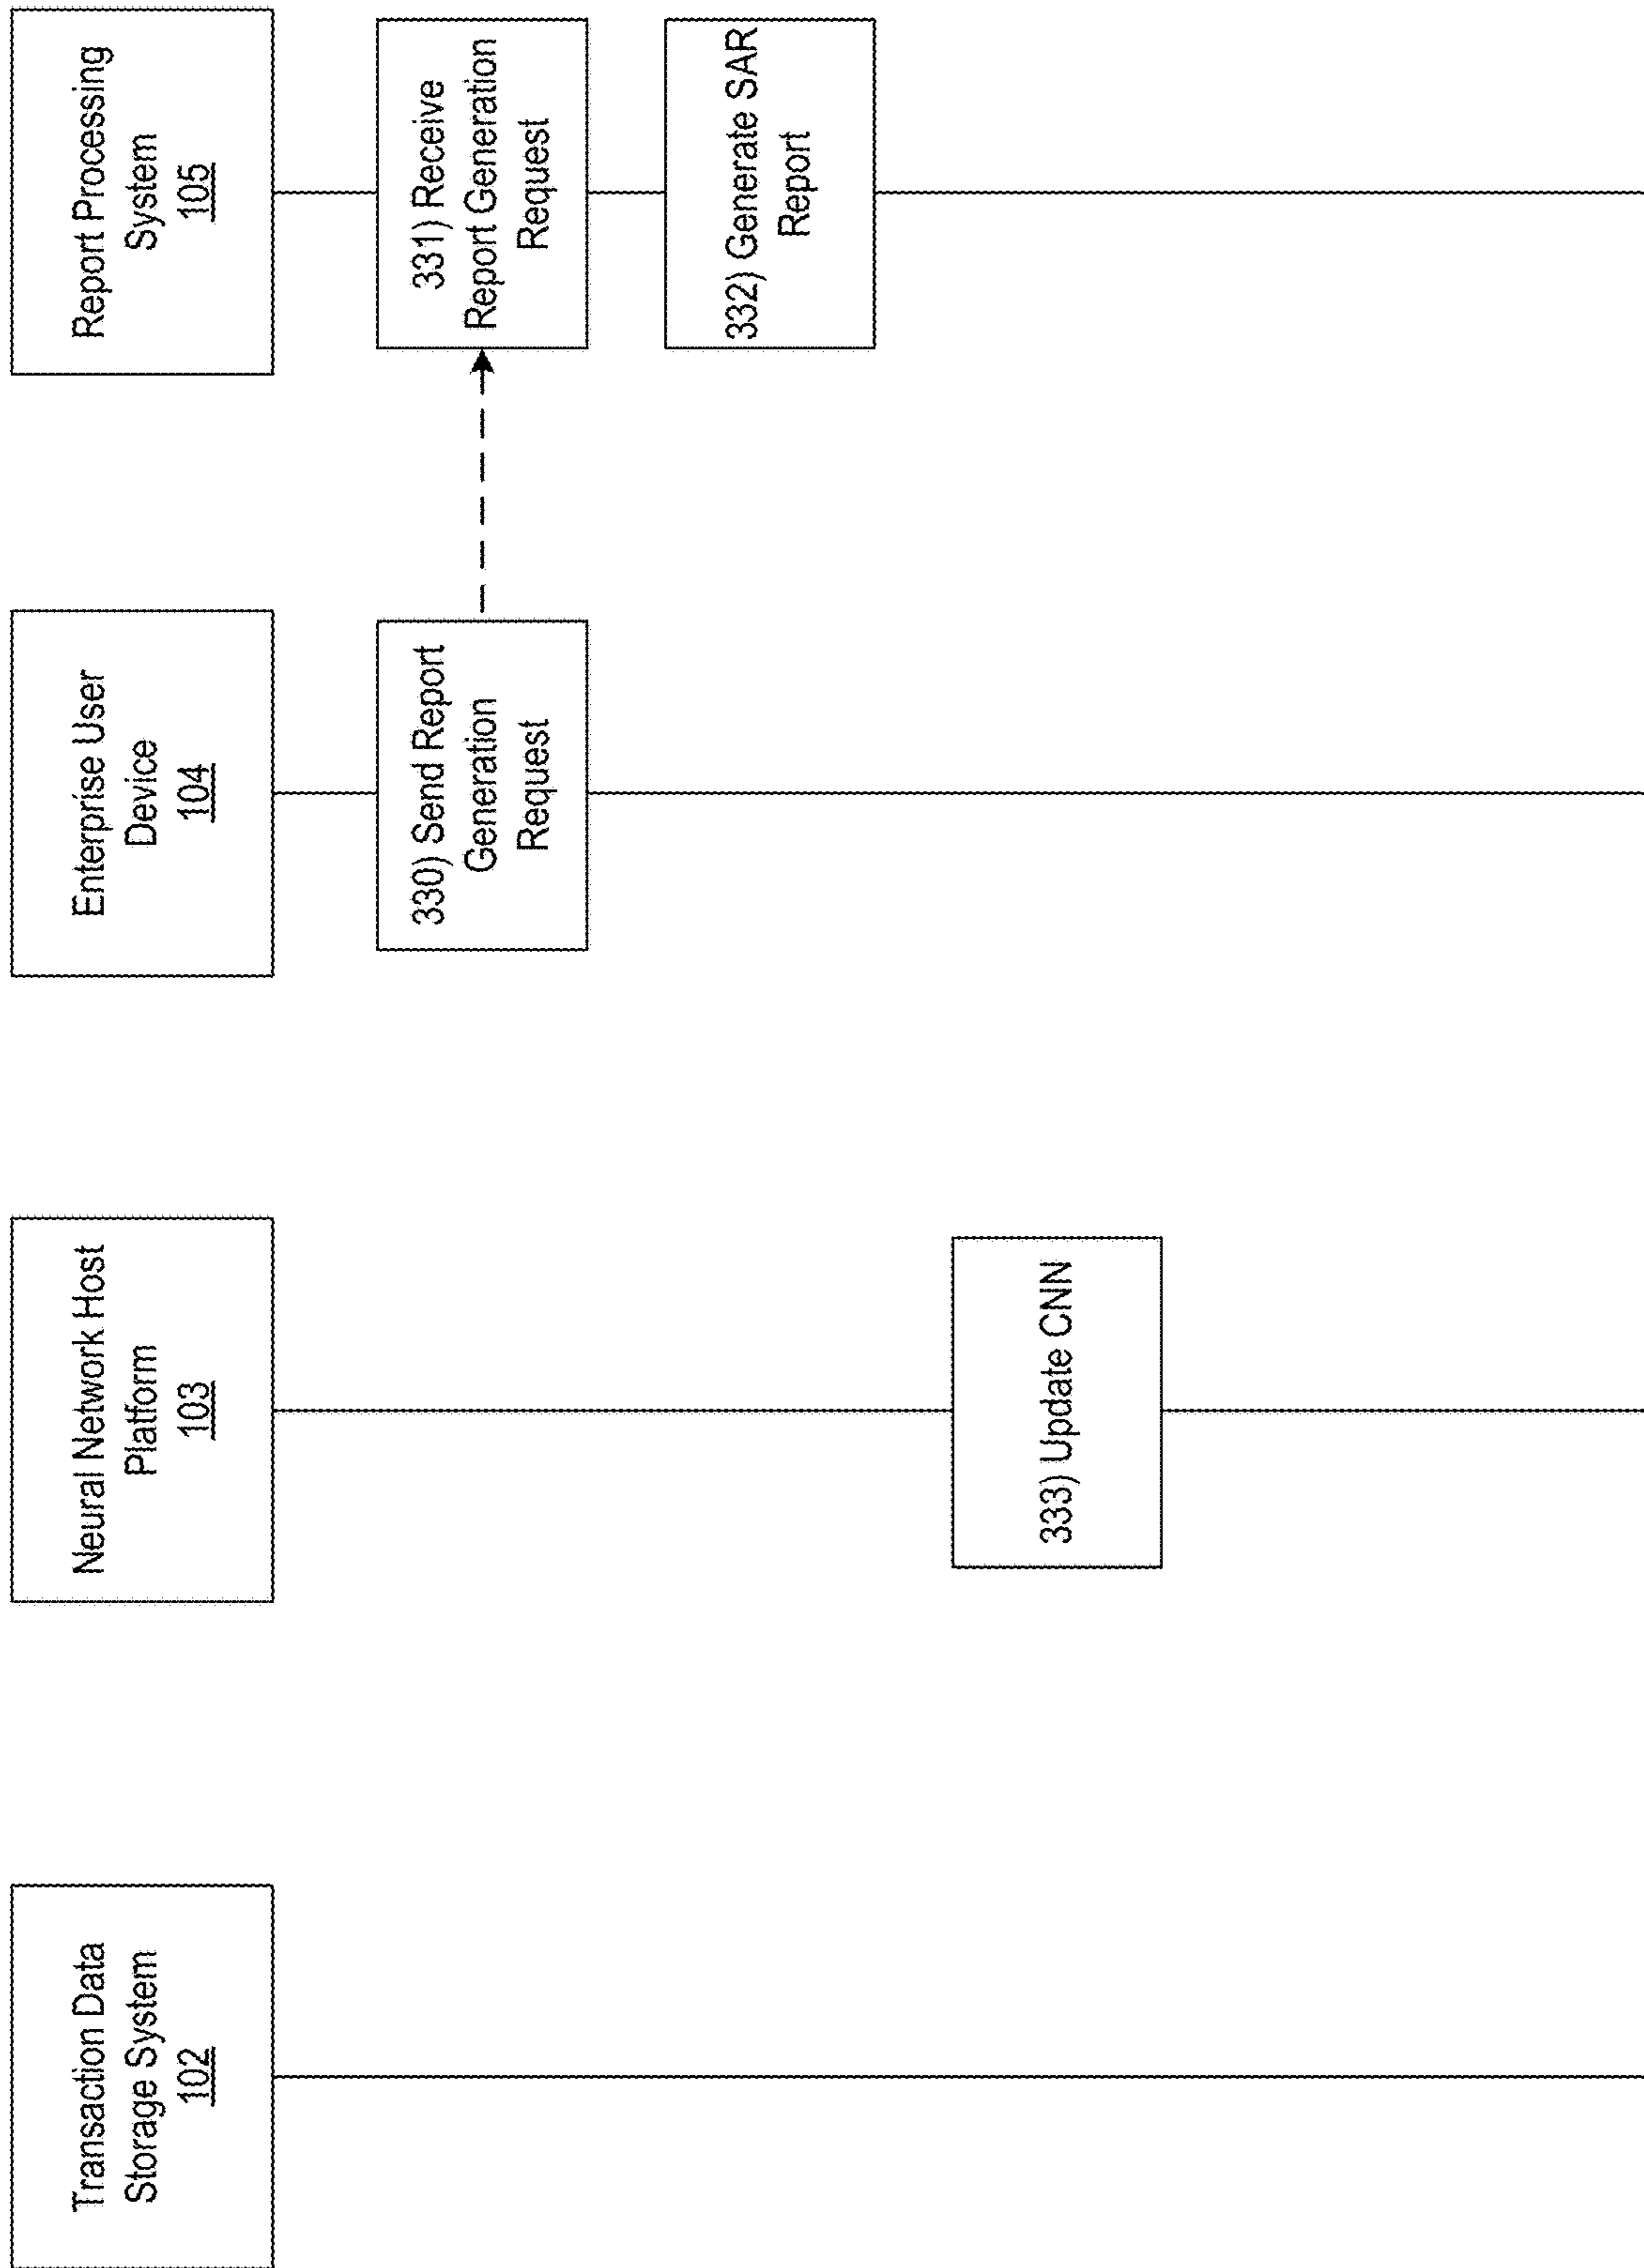 Transaction Data
Storage System
102
Neural Network Host
Platform
103
Enterprise User
Device
104
Report Processing
System
105
330) Send Report
Generation
Request
331) Receive
Report Generation
Request
332) Generate SAR
Report
333) Update CNN